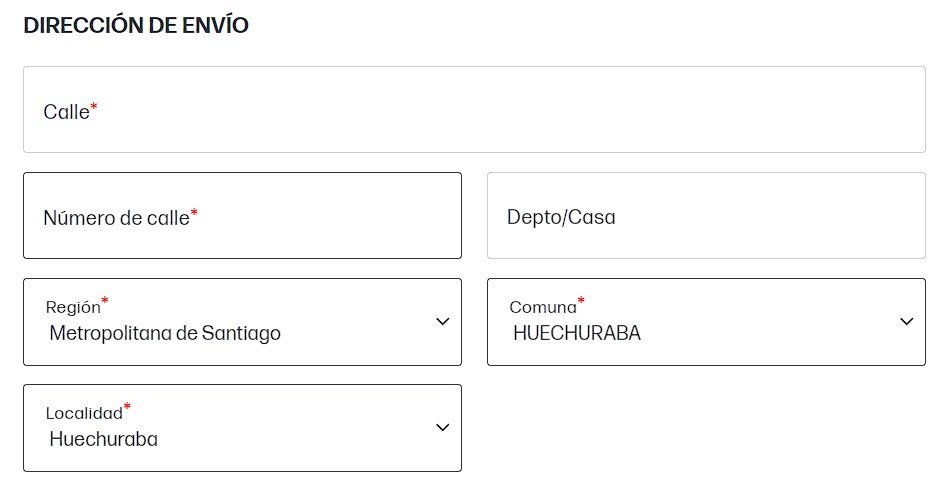 DIRECCIÓN DE ENVÍO
Calle*
Número de calle*
Depto/Casa
Región*
Metropolitana de Santiago
Comuna*
HUECHURABA
Localidad*
Huechuraba